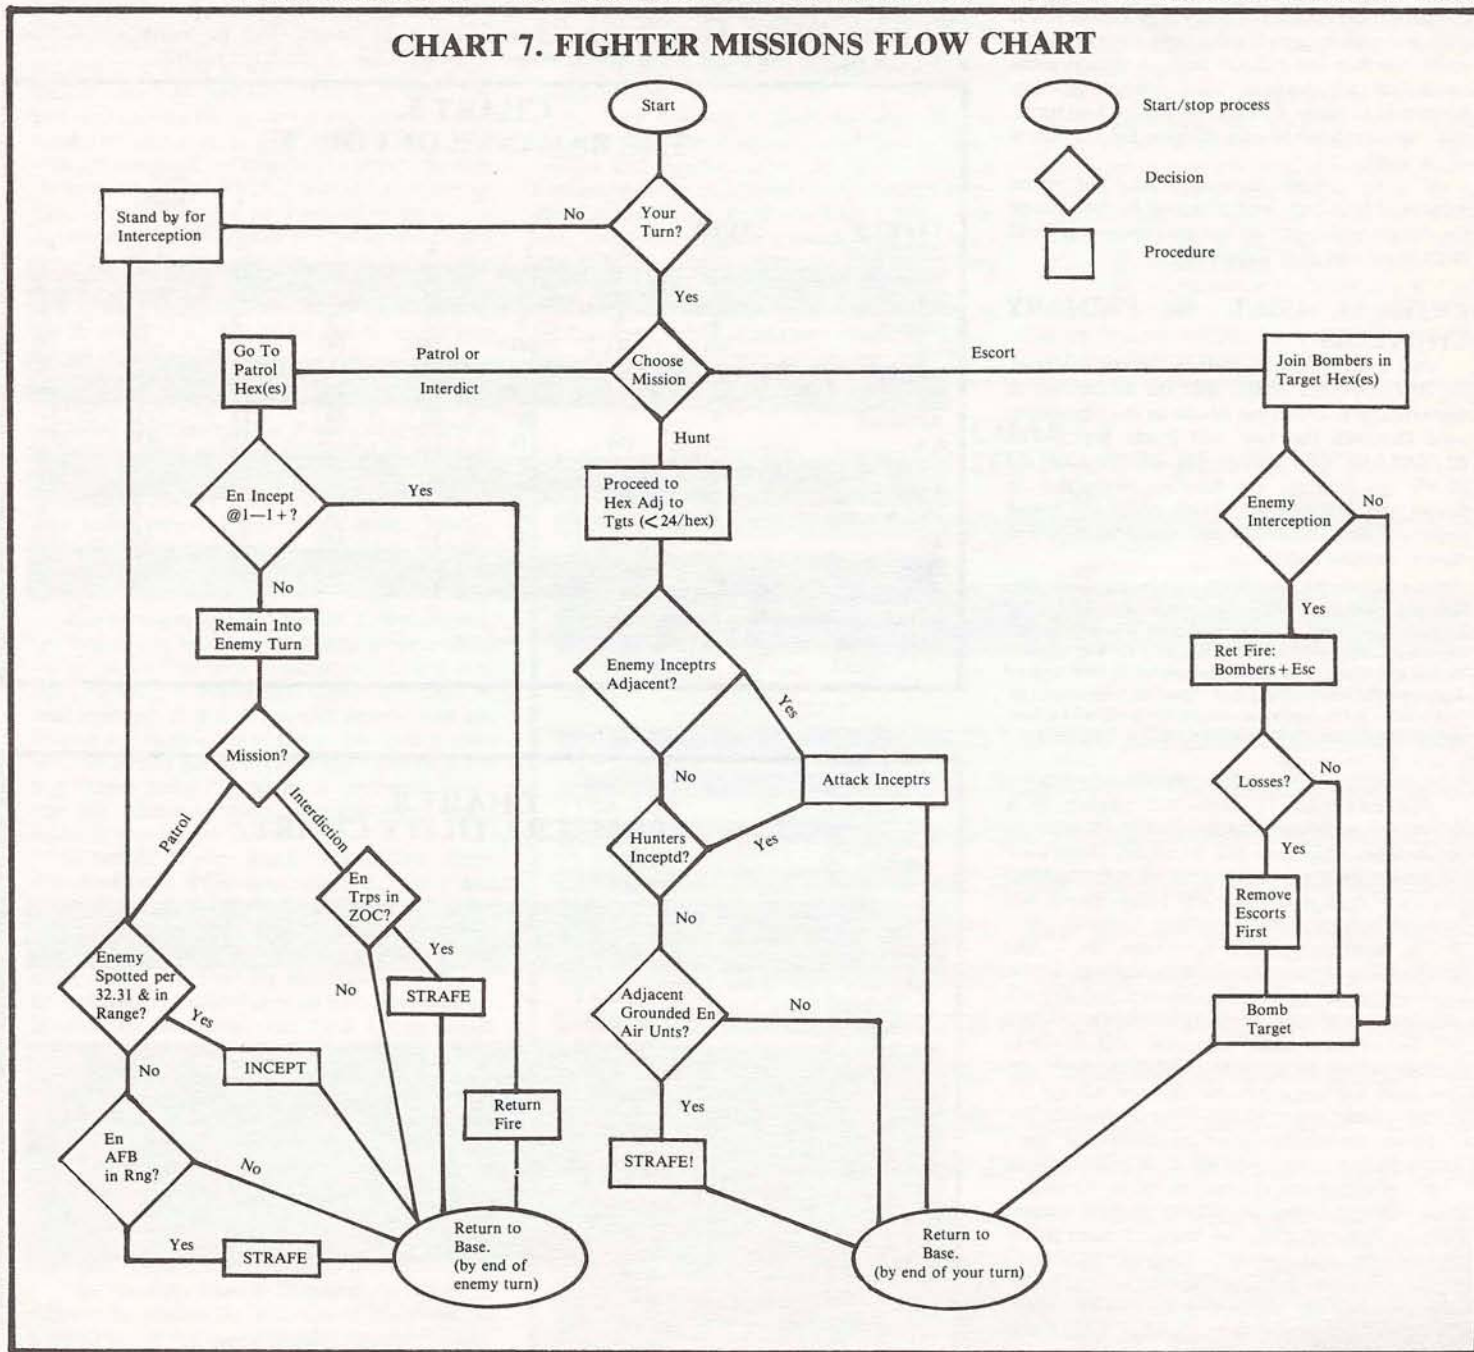 CHART 7. FIGHTER MISSIONS FLOW CHART
Start
Start/stop process
Decision
Procedure
Stand by for
Interception
No
Your
Turn?
Yes
Go To
Patrol
Hex(es)
Patrol or
Interdict
Choose
Mission
Escort
Join Bombers in
Target Hex(es)
Hunt
En Incept
@1—1+?
Yes
Proceed to
Hex Adj to
Tgts (<24/hex)
Enemy
Interception
No
No
Yes
Remain Into
Enemy Turn
Ret Fire:
Bombers+Esc
Enemy Inceptrs
Adjacent?
Yes
Mission?
No
Attack Inceptrs
Losses?
No
Patrol
Interdiction
Hunters
Inceptd?
Yes
Yes
En
Trps in
ZOC?
No
Remove
Escorts
First
Yes
No
STRAFE
Enemy
Spotted per
32.31 & in
Range?
Yes
Adjacent
Grounded En
Air Unts?
No
Bomb
Target
No
INCEPT
Return
Fire
Yes
En
AFB
in Rng?
No
STRAFE!
Yes
STRAFE
Return to
Base.
(by end of
enemy turn)
Return to
Base.
(by end of your turn)